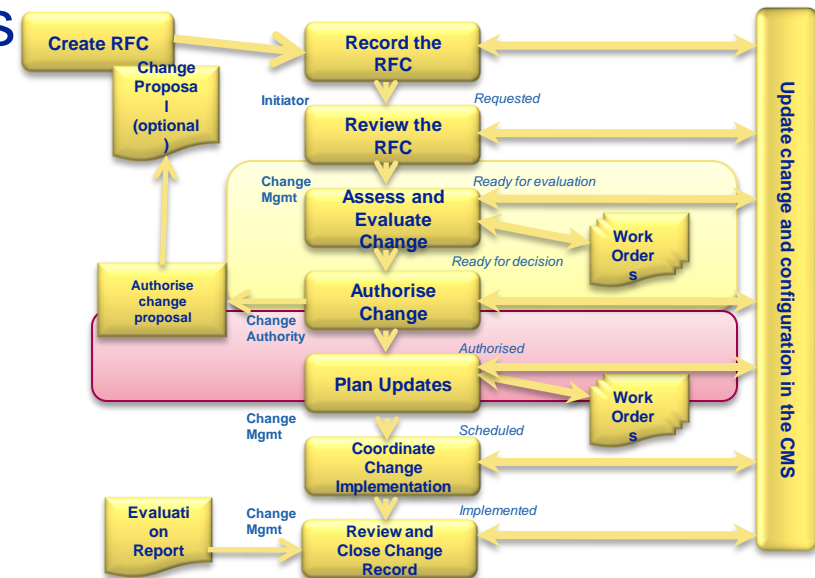 s
Create RFC
Change
Proposa
l
(optional
)
Record the
RFC
Initiator
Requested
Review the
RFC
Change
Mgmt
Ready for evaluation
Assess and
Evaluate
Change
Work
Order
s
Ready for decision
Authorise
change
proposal
Authorise
Change
Change
Authority
Authorised
Plan Updates
Work
Order
s
Change
Mgmt
Scheduled
Coordinate
Change
Implementation
Evaluati
on
Report
Change
Mgmt
Implemented
Review and
Close Change
Record
Update change and configuration in the CMS